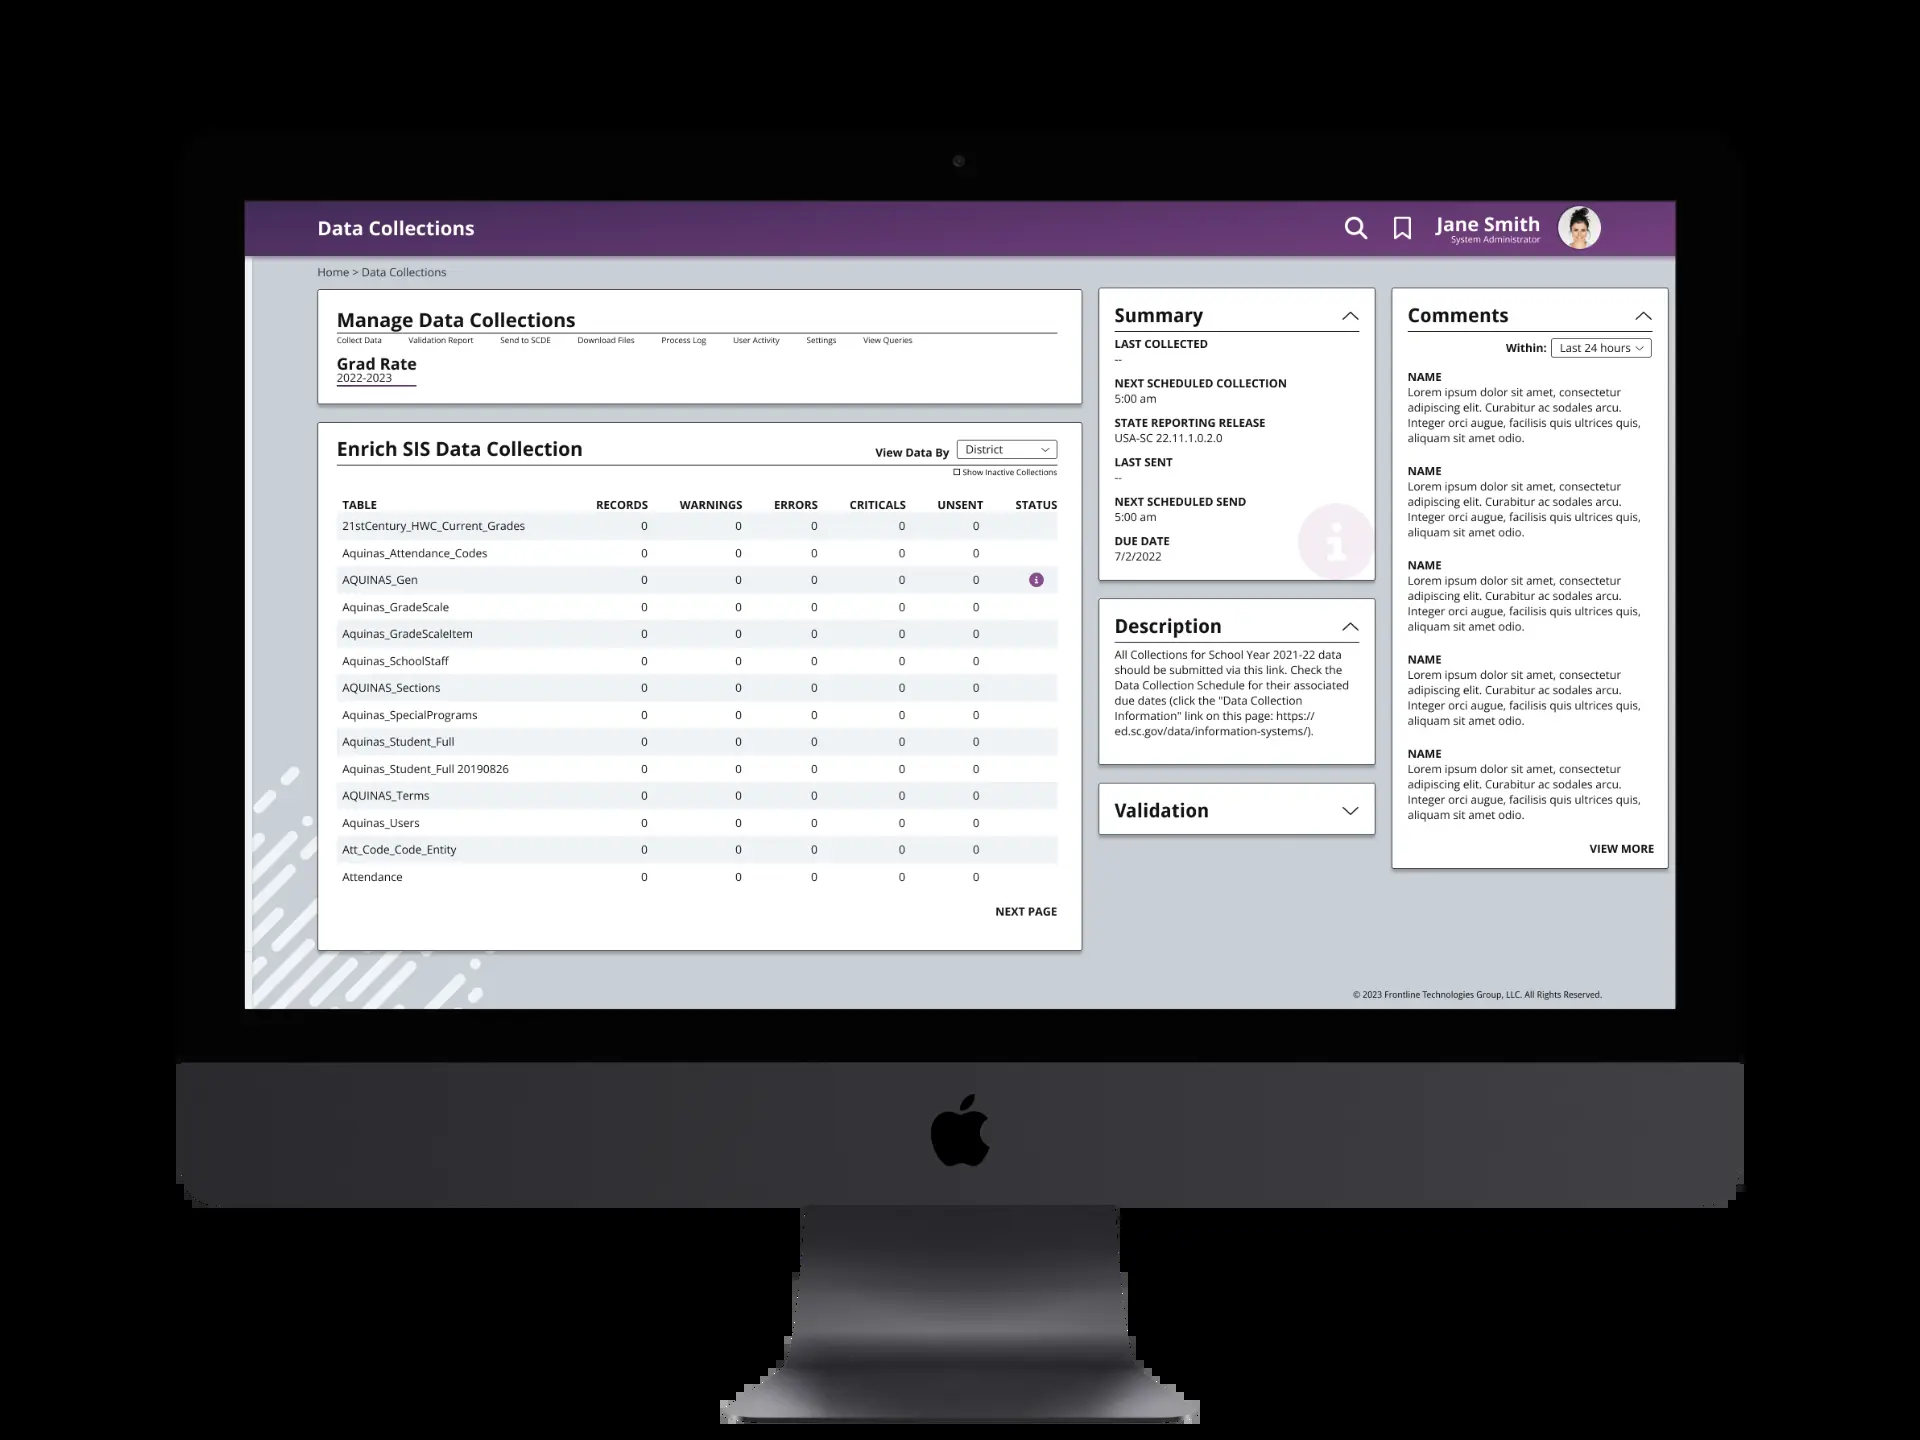 Data Collections
Jane Smith
System Administrator
Home > Data Collections
Manage Data Collections
Collect Data Validation Report Send to SCDE Download Files Process Log User Activity Settings View Queries
Grad Rate
2022-2023
Enrich SIS Data Collection
View Data By District
Show Inactive Collections
TABLE RECORDS WARNINGS ERRORS CRITICALS UNSENT STATUS
21stCentury_HWC_Current_Grades 0 0 0 0 0
Aquinas_Attendance_Codes 0 0 0 0 0
AQUINAS_Gen 0 0 0 0 0 i
Aquinas_GradeScale 0 0 0 0 0
Aquinas_GradeScaleItem 0 0 0 0 0
Aquinas_SchoolStaff 0 0 0 0 0
AQUINAS_Sections 0 0 0 0 0
Aquinas_SpecialPrograms 0 0 0 0 0
Aquinas_Student_Full 0 0 0 0 0
Aquinas_Student_Full 20190826 0 0 0 0 0
AQUINAS_Terms 0 0 0 0 0
Aquinas_Users 0 0 0 0 0
Att_Code_Code_Entity 0 0 0 0 0
Attendance 0 0 0 0 0
NEXT PAGE
Summary
LAST COLLECTED
--
NEXT SCHEDULED COLLECTION
5:00 am
STATE REPORTING RELEASE
USA-SC 22.11.1.0.2.0
LAST SENT
--
NEXT SCHEDULED SEND
5:00 am
DUE DATE
7/2/2022
i
Description
All Collections for School Year 2021-22 data
should be submitted via this link. Check the
Data Collection Schedule for their associated
due dates (click the "Data Collection
Information" link on this page: https://
ed.sc.gov/data/information-systems/).
Validation
Comments
Within: Last 24 hours
NAME
Lorem ipsum dolor sit amet, consectetur
adipiscing elit. Curabitur ac sodales arcu.
Integer orci augue, facilisis quis ultrices quis,
aliquam sit amet odio.
NAME
Lorem ipsum dolor sit amet, consectetur
adipiscing elit. Curabitur ac sodales arcu.
Integer orci augue, facilisis quis ultrices quis,
aliquam sit amet odio.
NAME
Lorem ipsum dolor sit amet, consectetur
adipiscing elit. Curabitur ac sodales arcu.
Integer orci augue, facilisis quis ultrices quis,
aliquam sit amet odio.
NAME
Lorem ipsum dolor sit amet, consectetur
adipiscing elit. Curabitur ac sodales arcu.
Integer orci augue, facilisis quis ultrices quis,
aliquam sit amet odio.
NAME
Lorem ipsum dolor sit amet, consectetur
adipiscing elit. Curabitur ac sodales arcu.
Integer orci augue, facilisis quis ultrices quis,
aliquam sit amet odio.
VIEW MORE
© 2023 Frontline Technologies Group, LLC. All Rights Reserved.